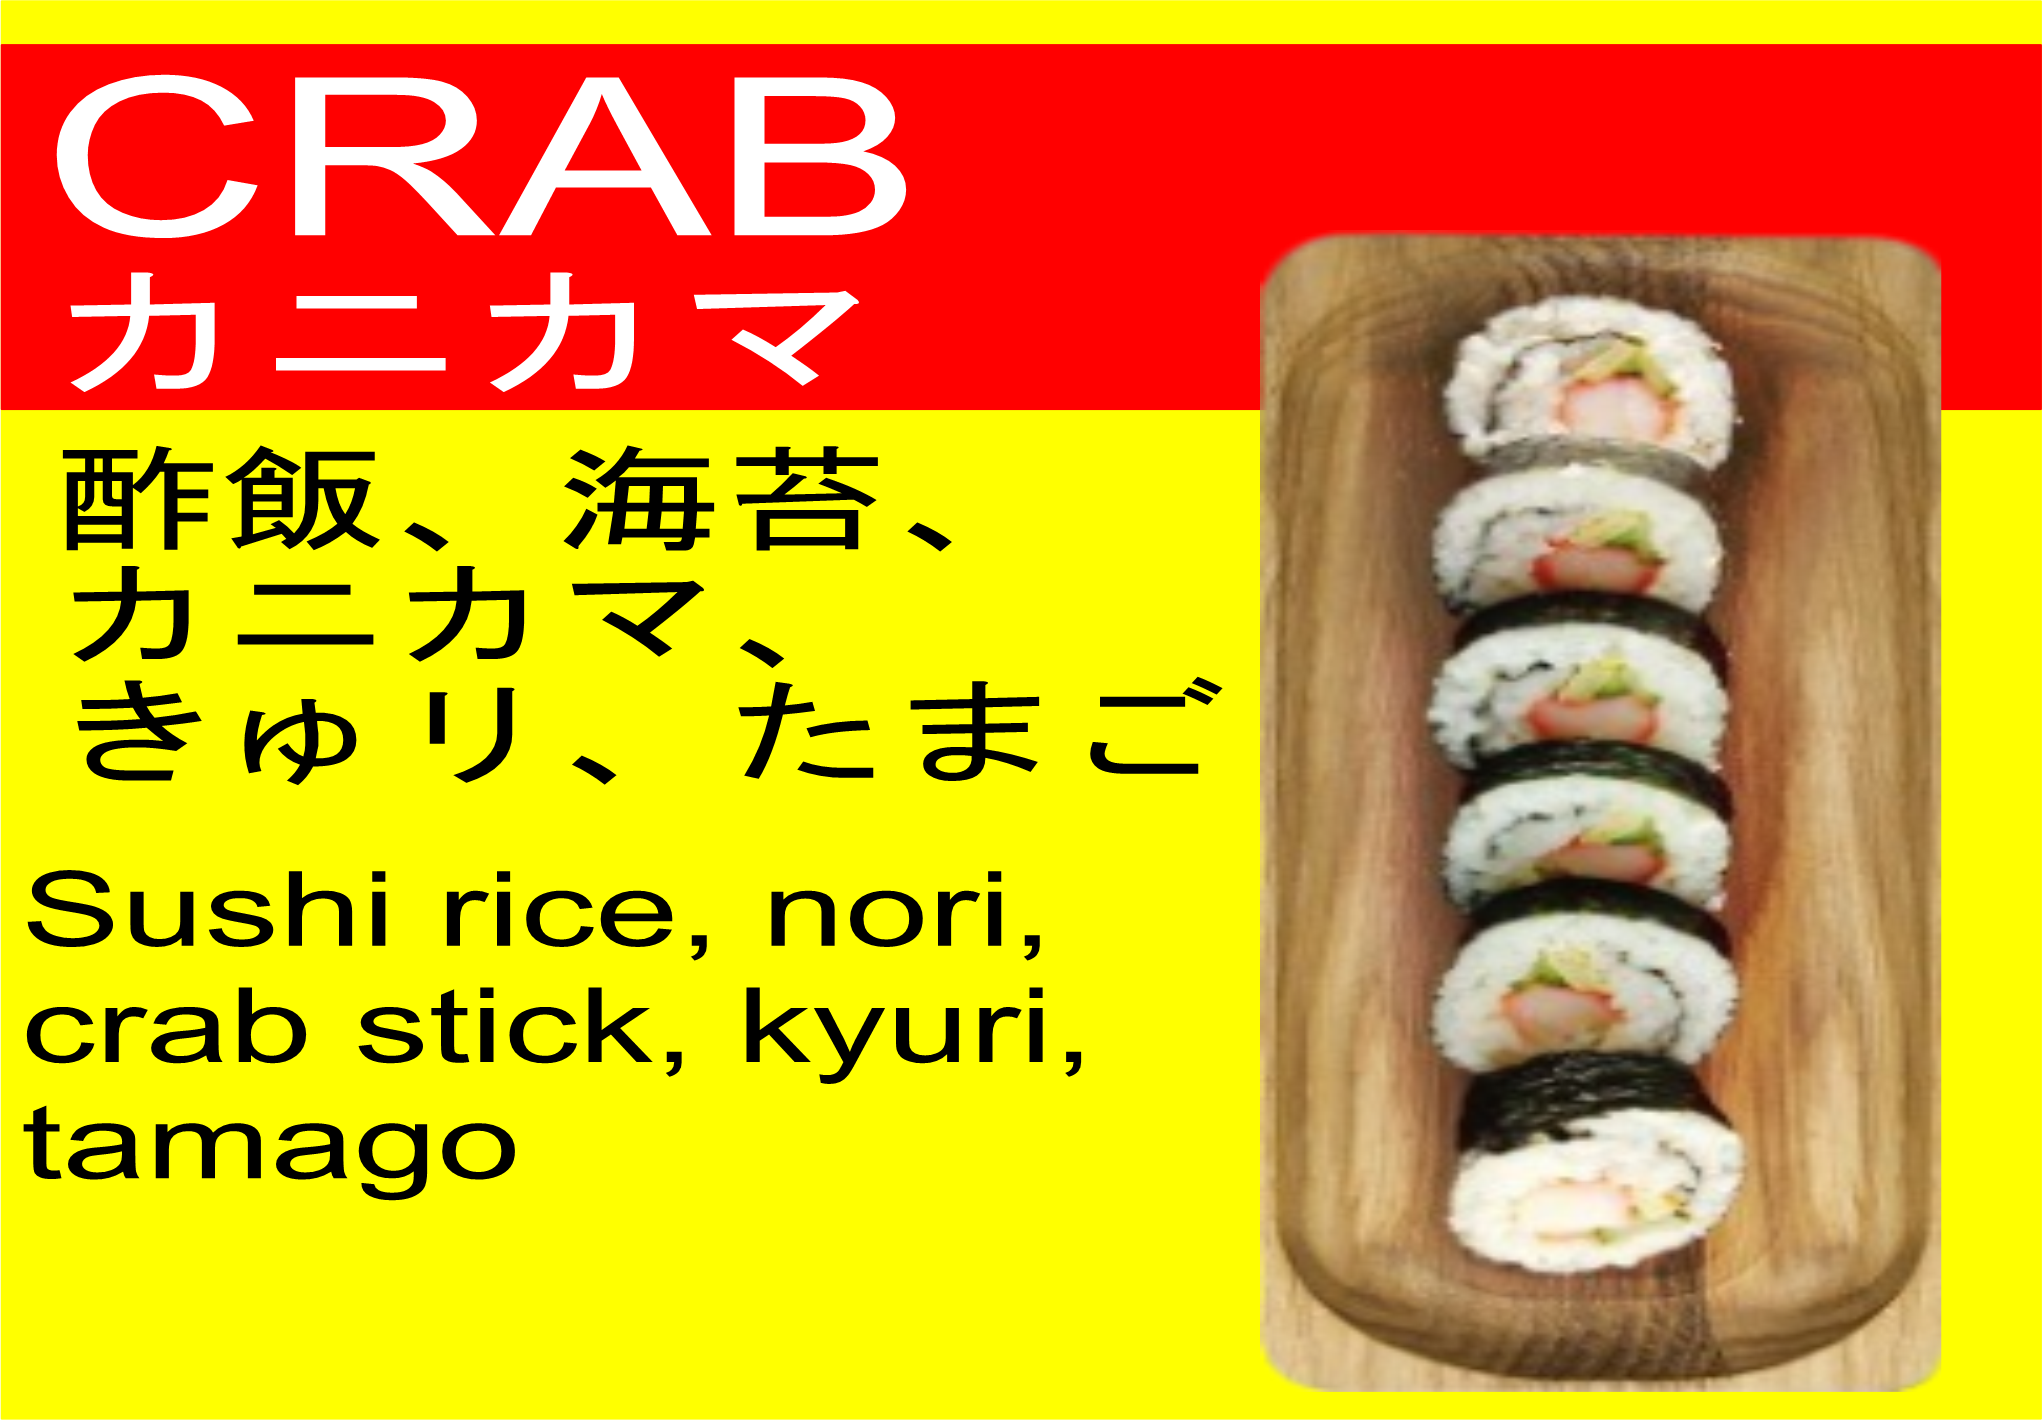 CRAB
カニカマ
酢飯、海苔、
カニカマ、
きゅリ、たまご
Sushi rice, nori,
crab stick, kyuri,
tamago